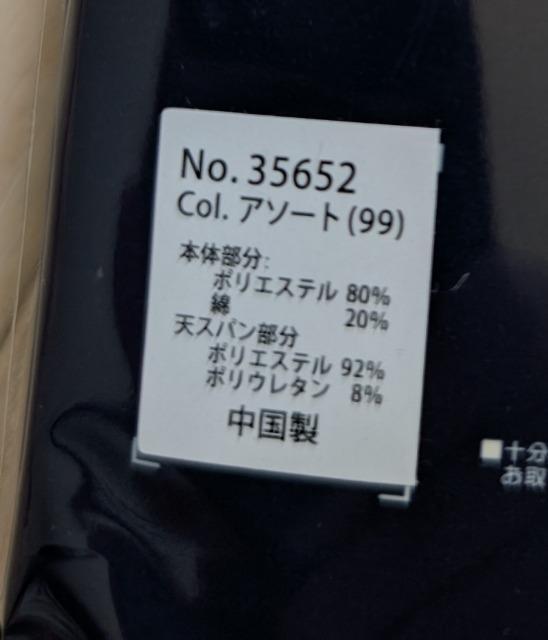 No. 35652
Col. アソート(99)
本体部分:
ポリエステル 80%
綿 20%
天スパン部分
ポリエステル 92%
ポリウレタン 8%
中国製
■十分
お取